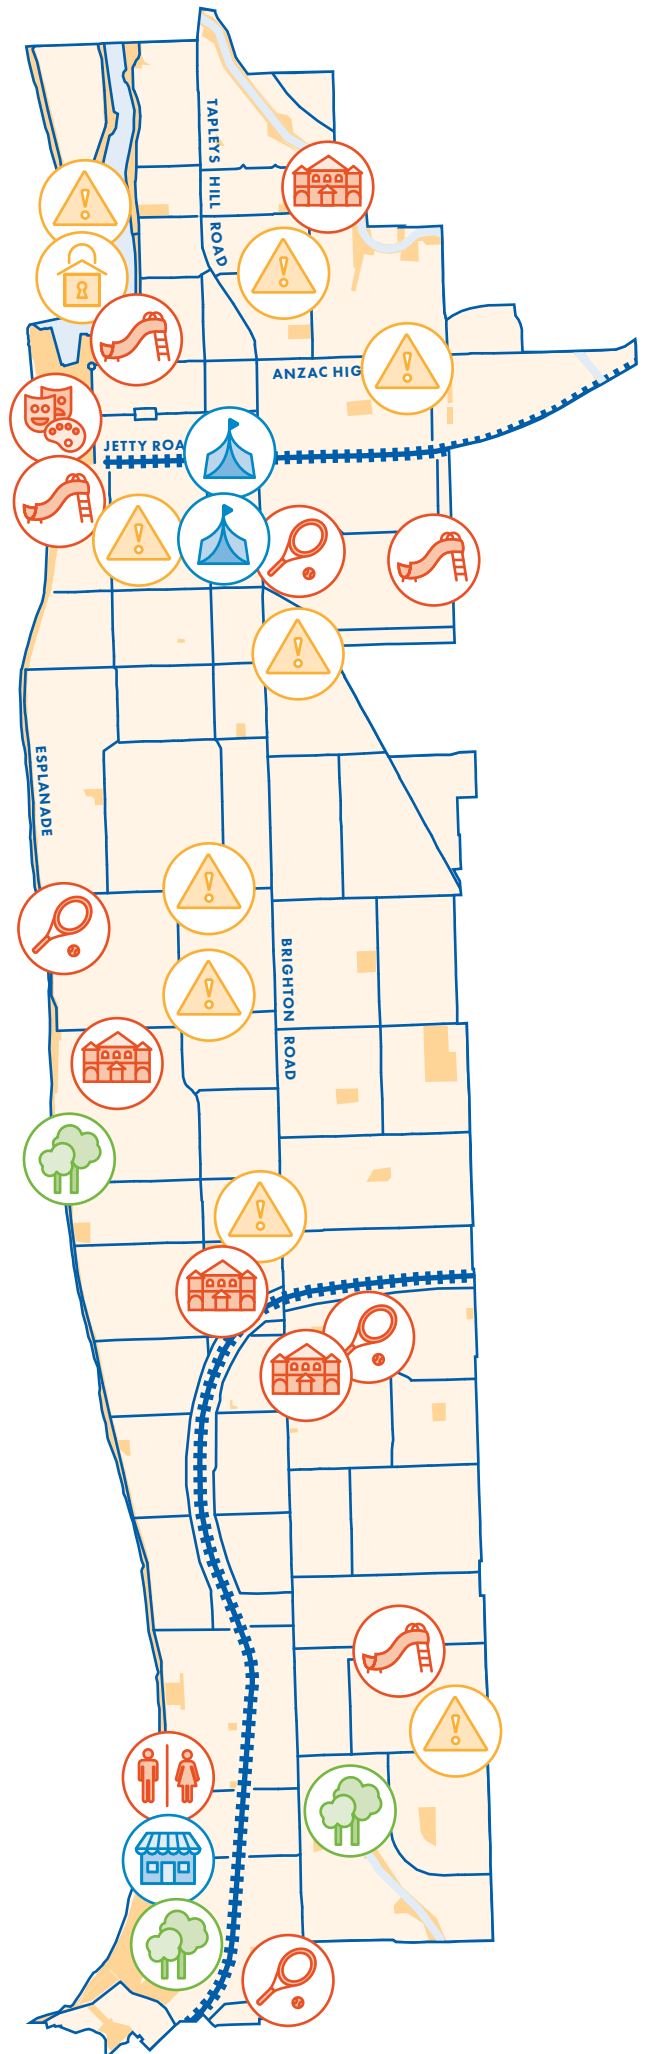 TAPLEYS HILL ROAD
ANZAC HIG
JETTY ROA
ESPLANADE
BRIGHTON ROAD